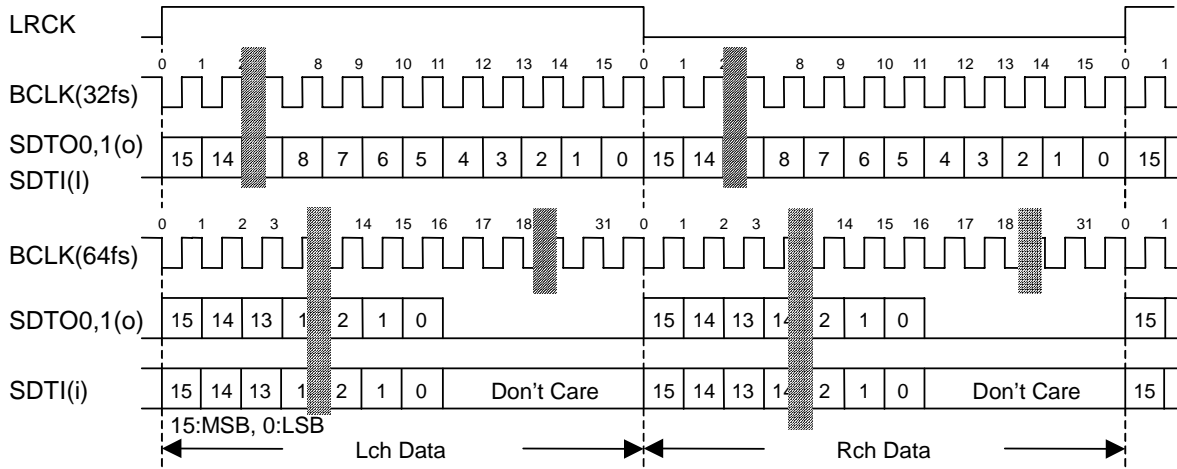 LRCK
0 1 2 8 9 10 11 12 13 14 15 0 1 2 8 9 10 11 12 13 14 15 0 1
BCLK(32fs)
SDTO0,1(o)
15 14 8 7 6 5 4 3 2 1 0 15 14 8 7 6 5 4 3 2 1 0 15
SDTI(I)
0 1 2 3 14 15 16 17 18 31 0 1 2 3 14 15 16 17 18 31 0 1
BCLK(64fs)
SDTO0,1(o) 15 14 13 1 2 1 0 15 14 13 14 2 1 0 15
SDTI(i) 15 14 13 1 2 1 0 Don't Care 15 14 13 14 2 1 0 Don't Care 15
15:MSB, 0:LSB
Lch Data Rch Data